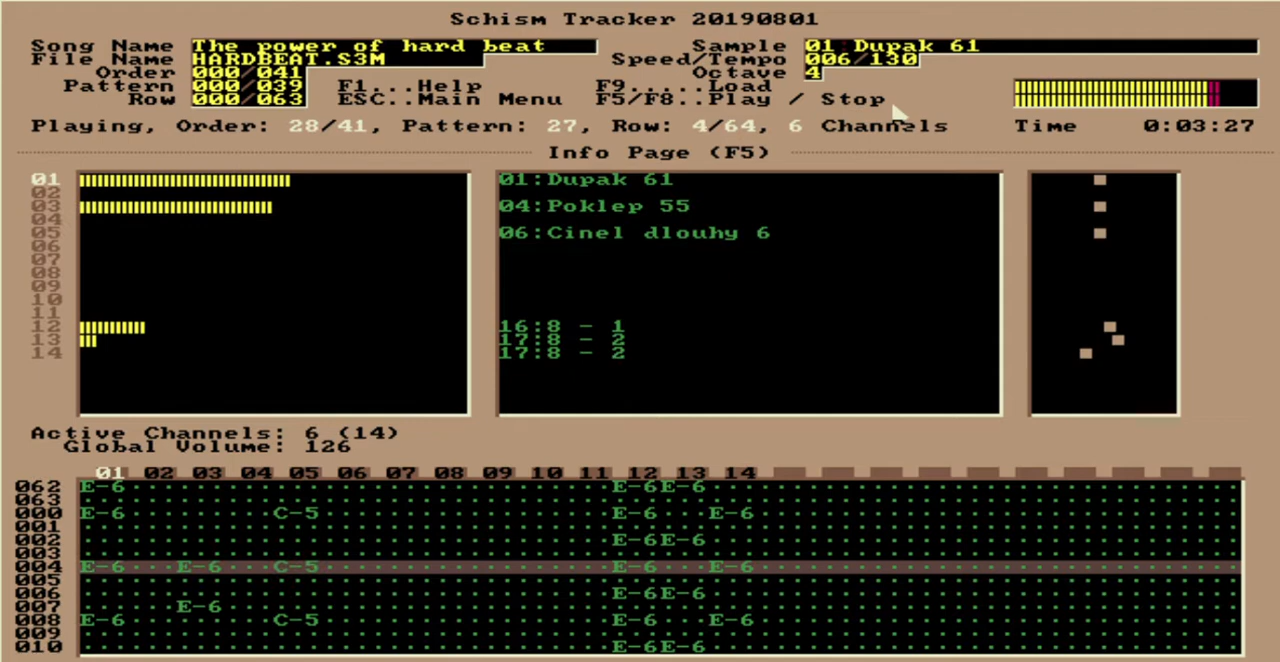 Schism Tracker 20190801
Song Name The power of hard beat Sample 01:Dupak 61
File Name HARDBEAT.S3M Speed/Tempo 006/130
Order 000/041 Octave 4
Pattern 000/039 F1...Help F9....Load
Row 000/063 ESC..Main Menu F5/F8..Play / Stop
Playing, Order: 28/41, Pattern: 27, Row: 4/64, 6 Channels Time 0:03:27
Info Page (F5)
01 01:Dupak 61
02
03 04:Poklep 55
04
05 06:Cinel dlouhy 6
06
07
08
09
10
11
12 16:8 - 1
13 17:8 - 2
14 17:8 - 2
Active Channels: 6 (14)
Global Volume: 126
01 02 03 04 05 06 07 08 09 10 11 12 13 14
062 E-6 E-6 E-6
063
000 E-6 C-5 E-6 E-6
001
002 E-6 E-6
003
004 E-6 E-6 C-5 E-6 E-6
005
006 E-6 E-6
007 E-6
008 E-6 C-5 E-6 E-6
009
010 E-6 E-6